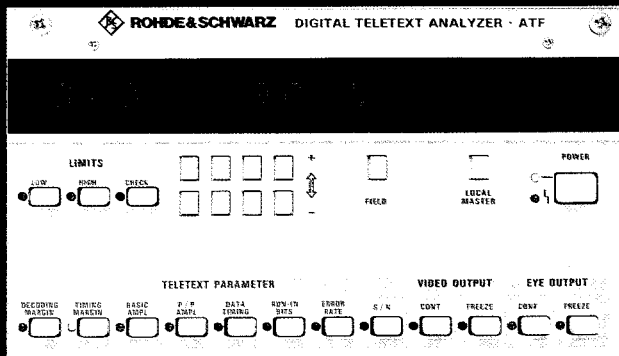 ROHDE & SCHWARZ DIGITAL TELETEXT ANALYZER · ATF
LIMITS
LOW HIGH CHECK
+
-
FIELD
LOCAL
MASTER
POWER
TELETEXT PARAMETER
VIDEO OUTPUT
EYE OUTPUT
DECODING
MARGIN
TIMING
MARGIN
BASIC
AMPL
P / P
AMPL
DATA
TIMING
RUN-IN
BITS
ERROR
RATE
S / N
CONT
FREEZE
CONT
FREEZE